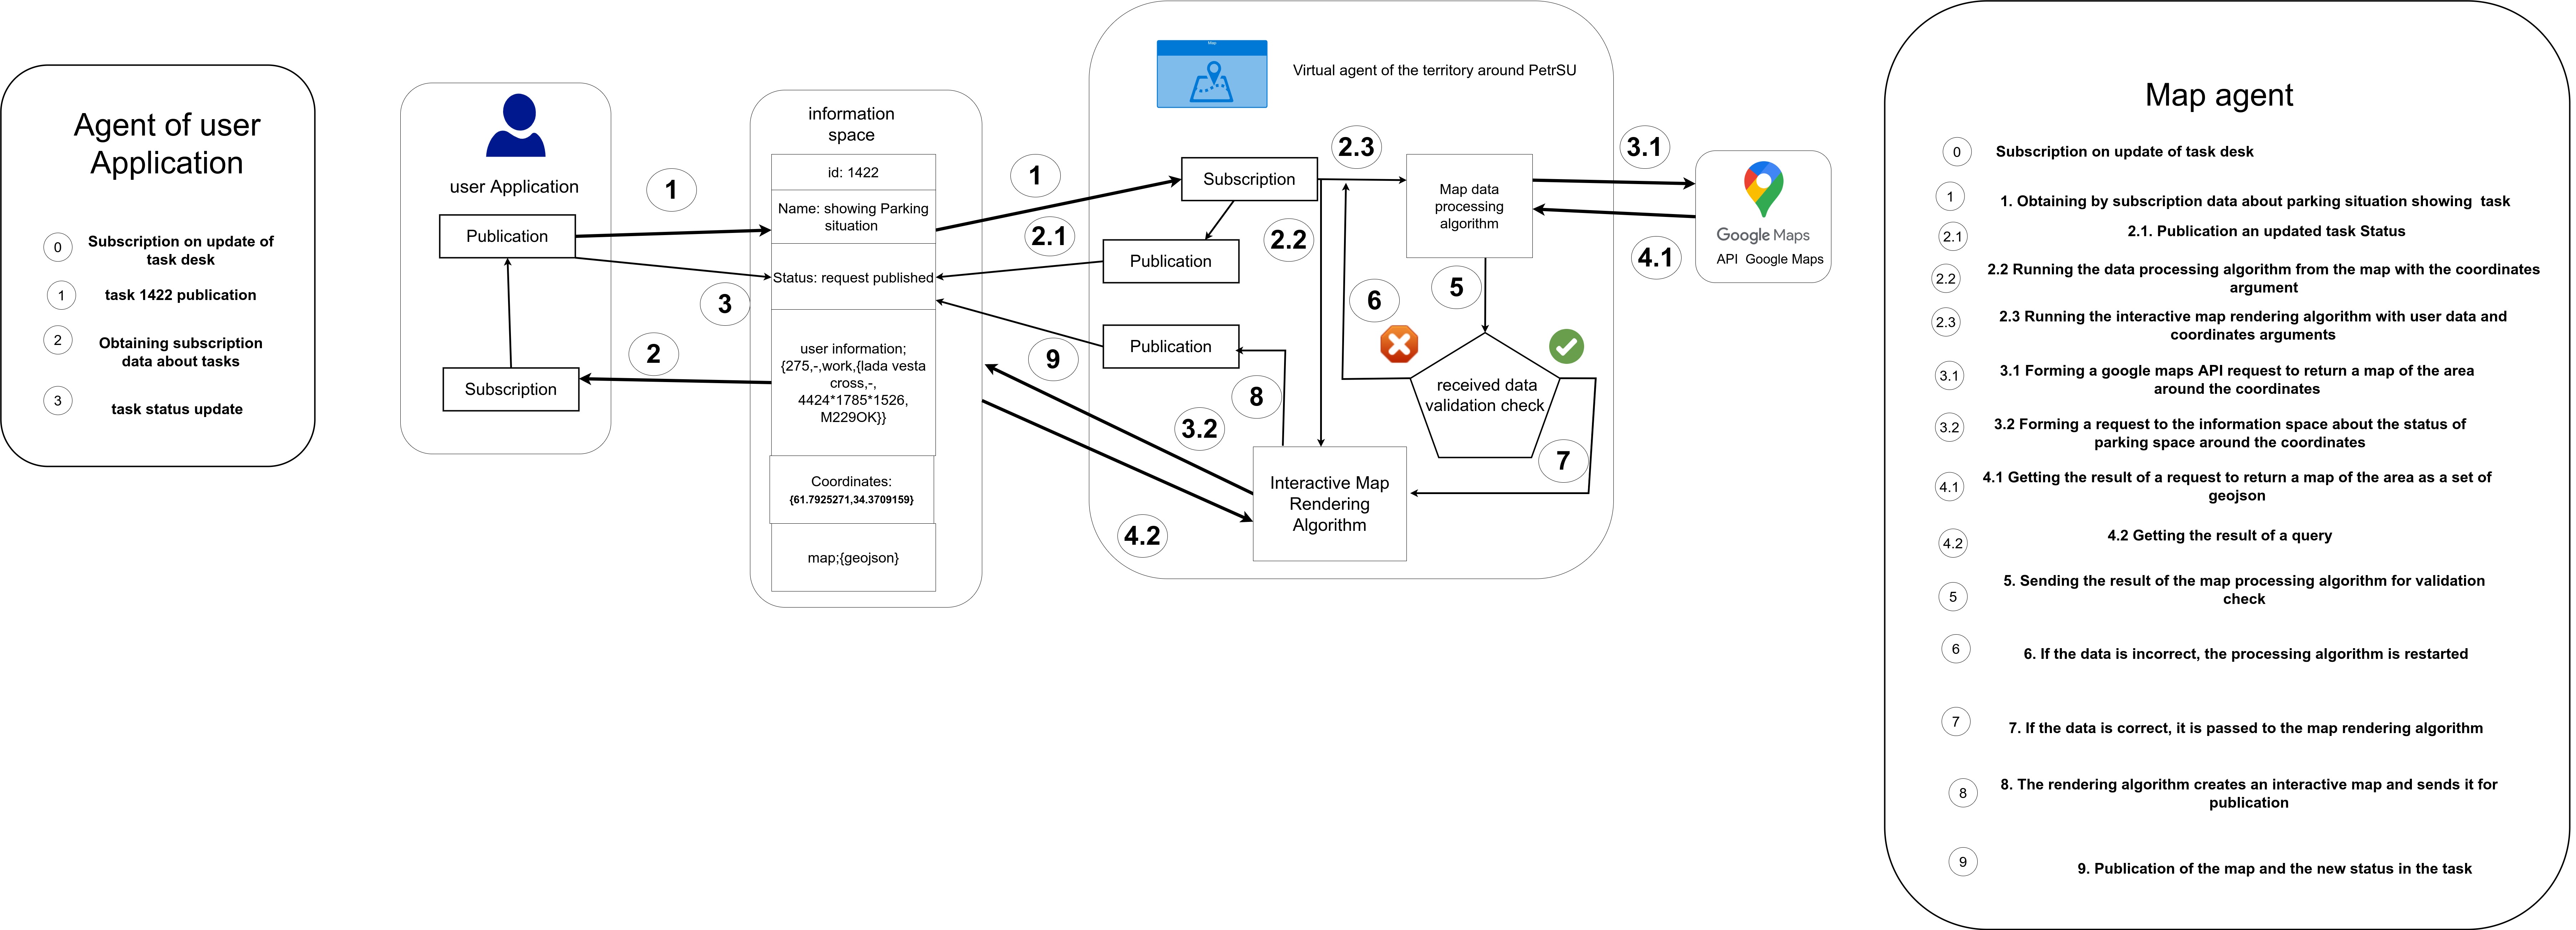 Agent of user
Application
0
Subscription on update of
task desk
1
task 1422 publication
2
Obtaining subscription
data about tasks
3
task status update
user Application
Publication
Subscription
1
3
2
information
space
id: 1422
Name: showing Parking
situation
Status: request published
user information;
{275,-,work,{lada vesta
cross,-,
4424*1785*1526,
M229OK}}
Coordinates:
{61.7925271,34.3709159}
map;{geojson}
1
2.1
9
3.2
4.2
Map
Virtual agent of the territory around PetrSU
Subscription
Publication
Publication
2.3
2.2
Map data
processing
algorithm
6
5
8
7
received data
validation check
Interactive Map
Rendering
Algorithm
3.1
4.1
Google Maps
API Google Maps
Map agent
0
Subscription on update of task desk
1
1. Obtaining by subscription data about parking situation showing task
2.1
2.1. Publication an updated task Status
2.2
2.2 Running the data processing algorithm from the map with the coordinates
argument
2.3
2.3 Running the interactive map rendering algorithm with user data and
coordinates arguments
3.1
3.1 Forming a google maps API request to return a map of the area
around the coordinates
3.2
3.2 Forming a request to the information space about the status of
parking space around the coordinates
4.1
4.1 Getting the result of a request to return a map of the area as a set of
geojson
4.2
4.2 Getting the result of a query
5
5. Sending the result of the map processing algorithm for validation
check
6
6. If the data is incorrect, the processing algorithm is restarted
7
7. If the data is correct, it is passed to the map rendering algorithm
8
8. The rendering algorithm creates an interactive map and sends it for
publication
9
9. Publication of the map and the new status in the task